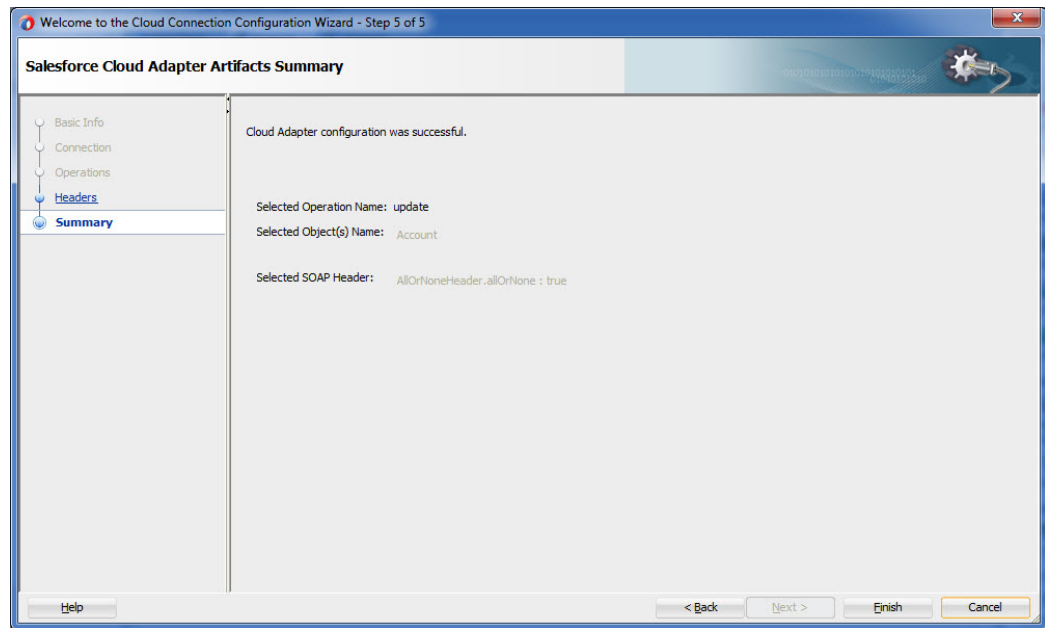 Welcome to the Cloud Connection Configuration Wizard - Step 5 of 5
Salesforce Cloud Adapter Artifacts Summary
Basic Info
Connection
Operations
Headers
Summary
Cloud Adapter configuration was successful.
Selected Operation Name: update
Selected Object(s) Name: Account
Selected SOAP Header: AllOrNoneHeader.allOrNone : true
Help
< Back
Next >
Finish
Cancel